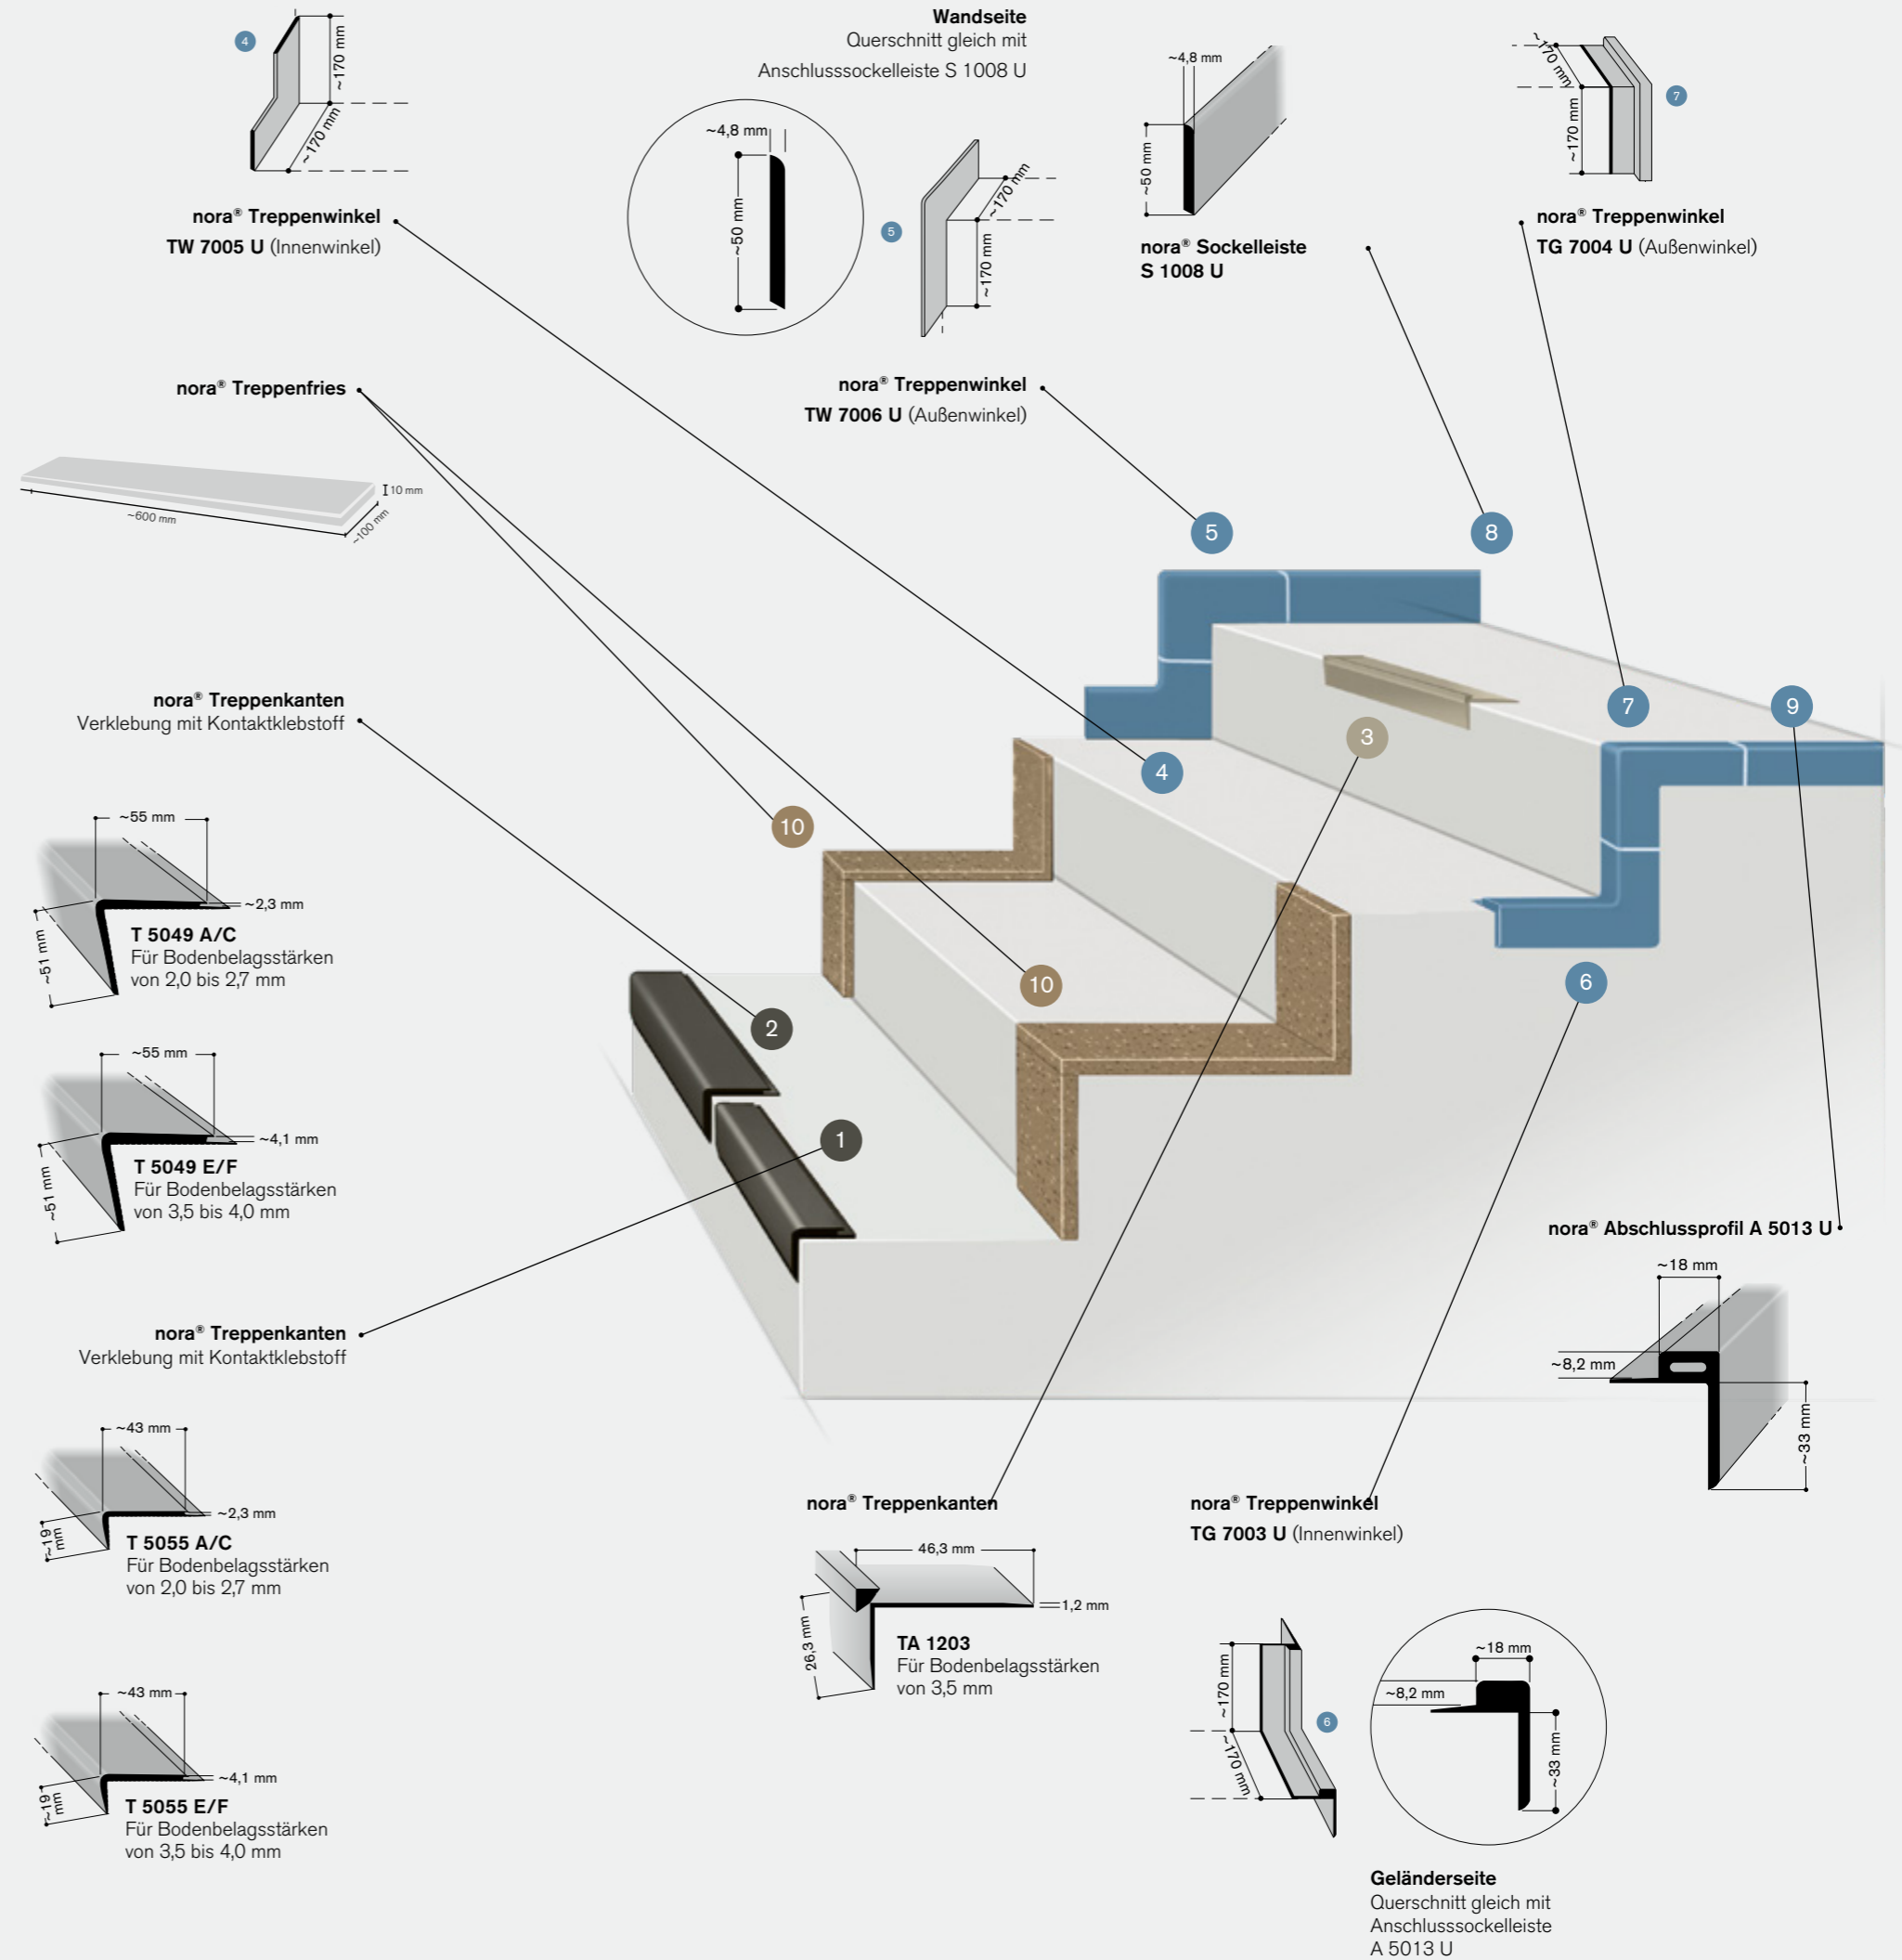 4
~170 mm
~170 mm
nora® Treppenwinkel
TW 7005 U (Innenwinkel)
Wandseite
Querschnitt gleich mit
Anschlusssockelleiste S 1008 U
~4,8 mm
~50 mm
5
~170 mm
~170 mm
nora® Treppenwinkel
TW 7006 U (Außenwinkel)
~4,8 mm
~50 mm
nora® Sockelleiste
S 1008 U
~170 mm
~170 mm
7
nora® Treppenwinkel
TG 7004 U (Außenwinkel)
nora® Treppenfries
10 mm
~600 mm
~100 mm
5
8
7
9
3
4
10
10
6
2
1
nora® Treppenkanten
Verklebung mit Kontaktklebstoff
~55 mm
~2,3 mm
~51 mm
T 5049 A/C
Für Bodenbelagsstärken
von 2,0 bis 2,7 mm
~55 mm
~4,1 mm
~51 mm
T 5049 E/F
Für Bodenbelagsstärken
von 3,5 bis 4,0 mm
nora® Treppenkanten
Verklebung mit Kontaktklebstoff
~43 mm
~2,3 mm
~19
mm
T 5055 A/C
Für Bodenbelagsstärken
von 2,0 bis 2,7 mm
~43 mm
~4,1 mm
~19
mm
T 5055 E/F
Für Bodenbelagsstärken
von 3,5 bis 4,0 mm
nora® Treppenkanten
46,3 mm
1,2 mm
26,3 mm
TA 1203
Für Bodenbelagsstärken
von 3,5 mm
nora® Treppenwinkel
TG 7003 U (Innenwinkel)
~170 mm
~170 mm
6
~18 mm
~8,2 mm
~33 mm
Geländerseite
Querschnitt gleich mit
Anschlusssockelleiste
A 5013 U
nora® Abschlussprofil A 5013 U
~18 mm
~8,2 mm
~33 mm